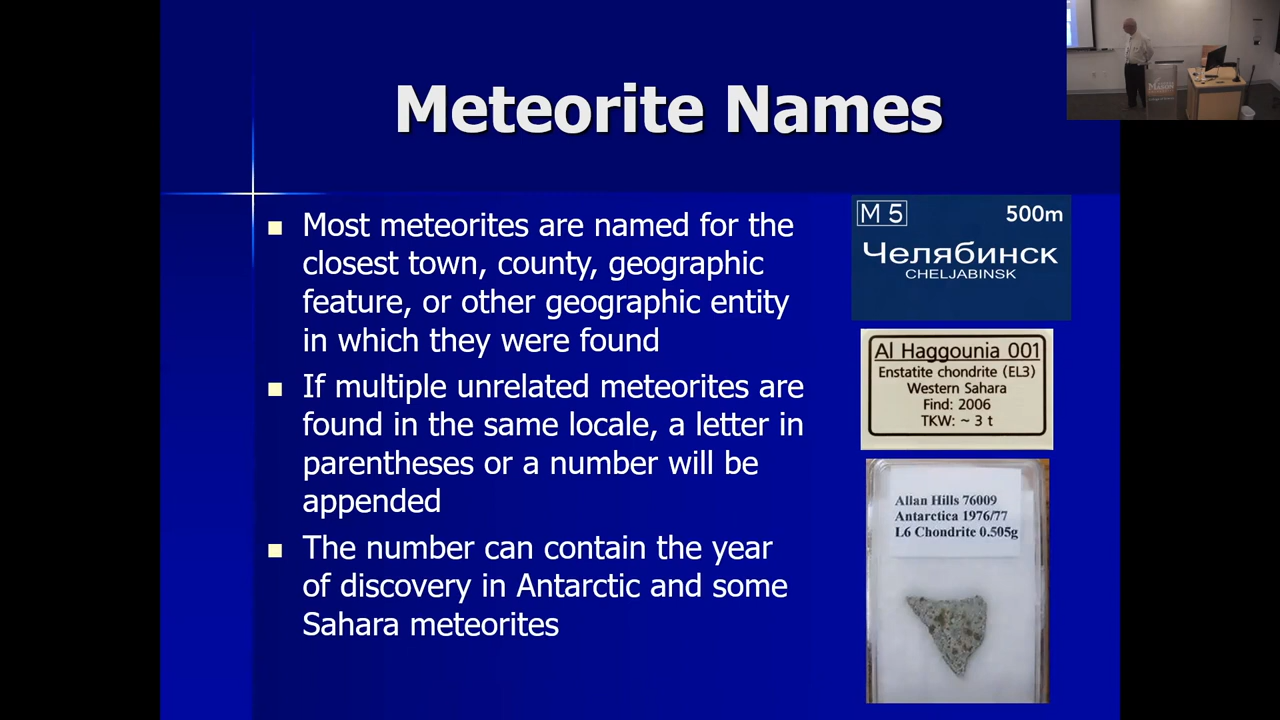 Meteorite Names
Most meteorites are named for the
closest town, county, geographic
feature, or other geographic entity
in which they were found
If multiple unrelated meteorites are
found in the same locale, a letter in
parentheses or a number will be
appended
The number can contain the year
of discovery in Antarctic and some
Sahara meteorites
M 5 500m
Челябинск
CHELJABINSK
Al Haggounia 001
Enstatite chondrite (EL3)
Western Sahara
Find: 2006
TKW: ~ 3 t
Allan Hills 76009
Antarctica 1976/77
L6 Chondrite 0.505g